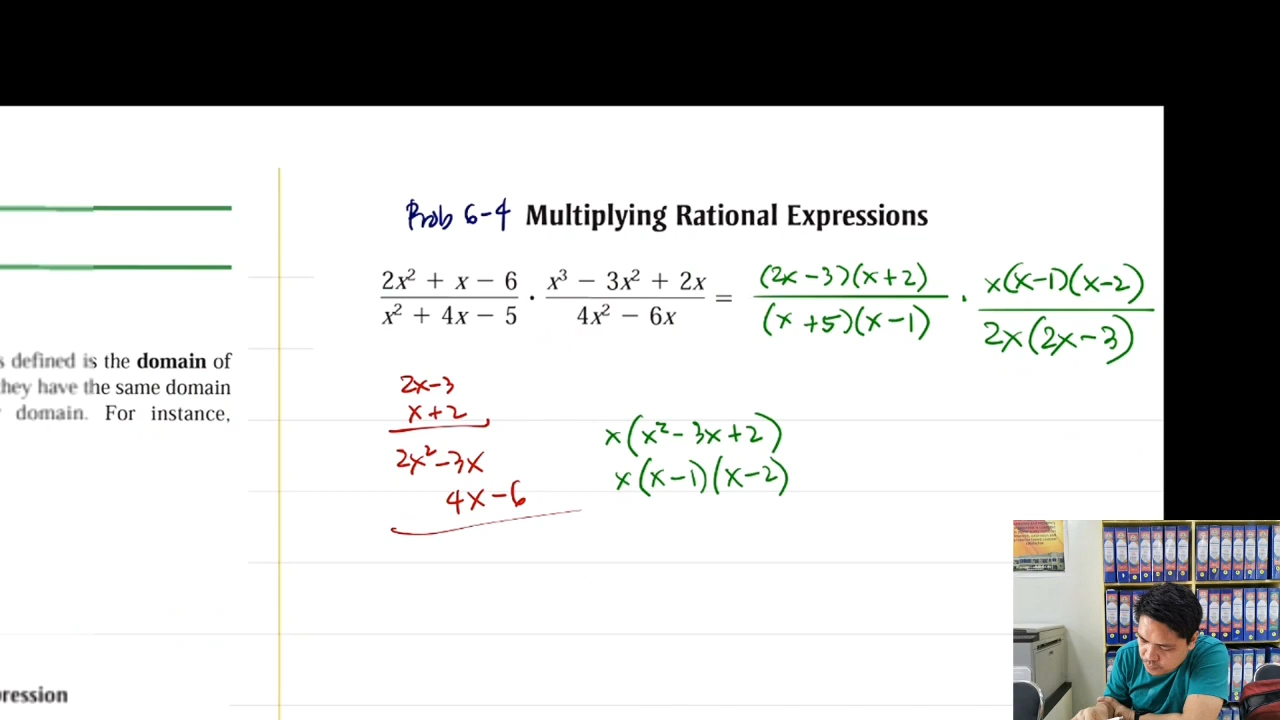 Prob 6-4 Multiplying Rational Expressions
2x² + x − 6 / x² + 4x − 5 · x³ − 3x² + 2x / 4x² − 6x = (2x−3)(x+2) / (x+5)(x−1) · x(x−1)(x−2) / 2x(2x−3)
s defined is the domain of
they have the same domain
domain. For instance,
2x−3
x+2
2x²−3x
4x−6
x(x²−3x+2)
x(x−1)(x−2)
pression